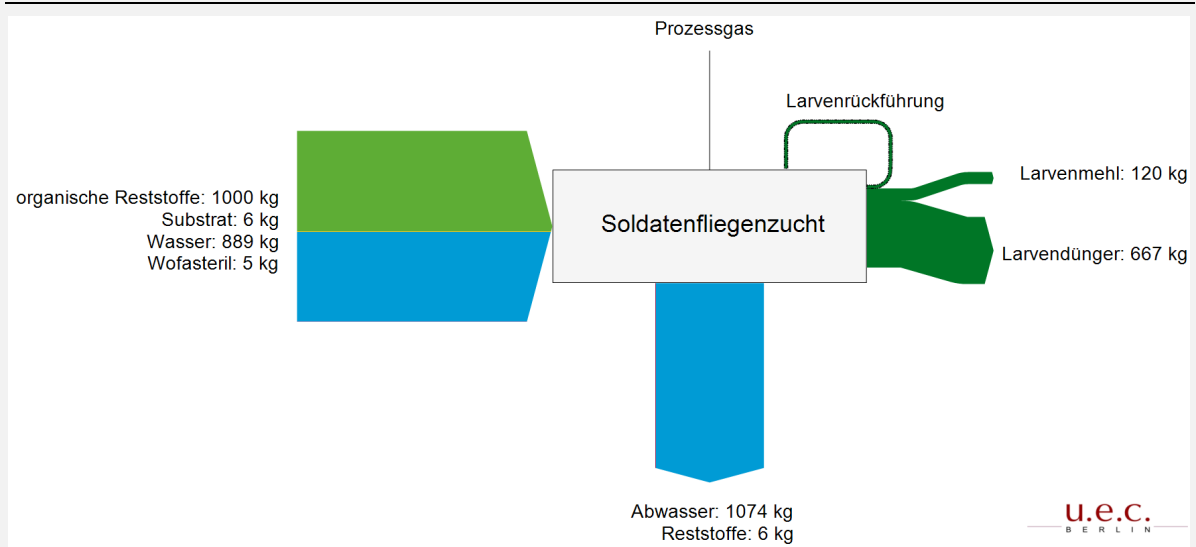 Prozessgas
Larvenrückführung
organische Reststoffe: 1000 kg
Substrat: 6 kg
Wasser: 889 kg
Wofasteril: 5 kg
Soldatenfliegenzucht
Larvenmehl: 120 kg
Larvendünger: 667 kg
Abwasser: 1074 kg
Reststoffe: 6 kg
u.e.c.
BERLIN